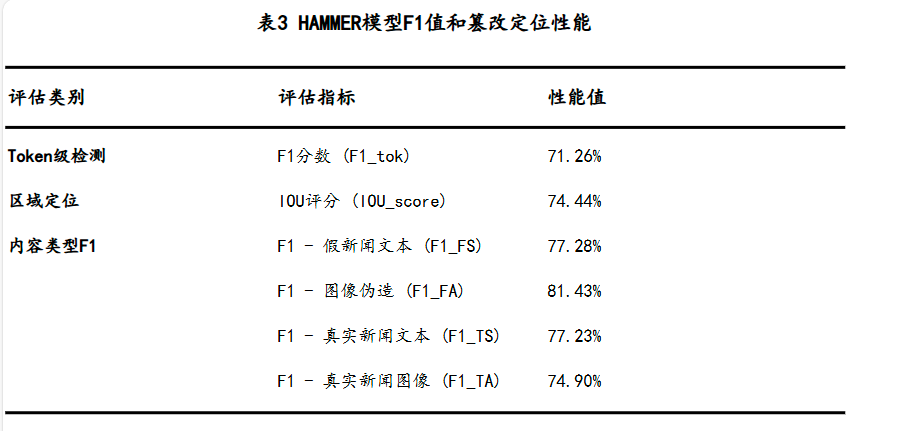 表3 HAMMER模型F1值和篡改定位性能
评估类别 评估指标 性能值
Token级检测 F1分数 (F1_tok) 71.26%
区域定位 IOU评分 (IOU_score) 74.44%
内容类型F1 F1 - 假新闻文本 (F1_FS) 77.28%
F1 - 图像伪造 (F1_FA) 81.43%
F1 - 真实新闻文本 (F1_TS) 77.23%
F1 - 真实新闻图像 (F1_TA) 74.90%